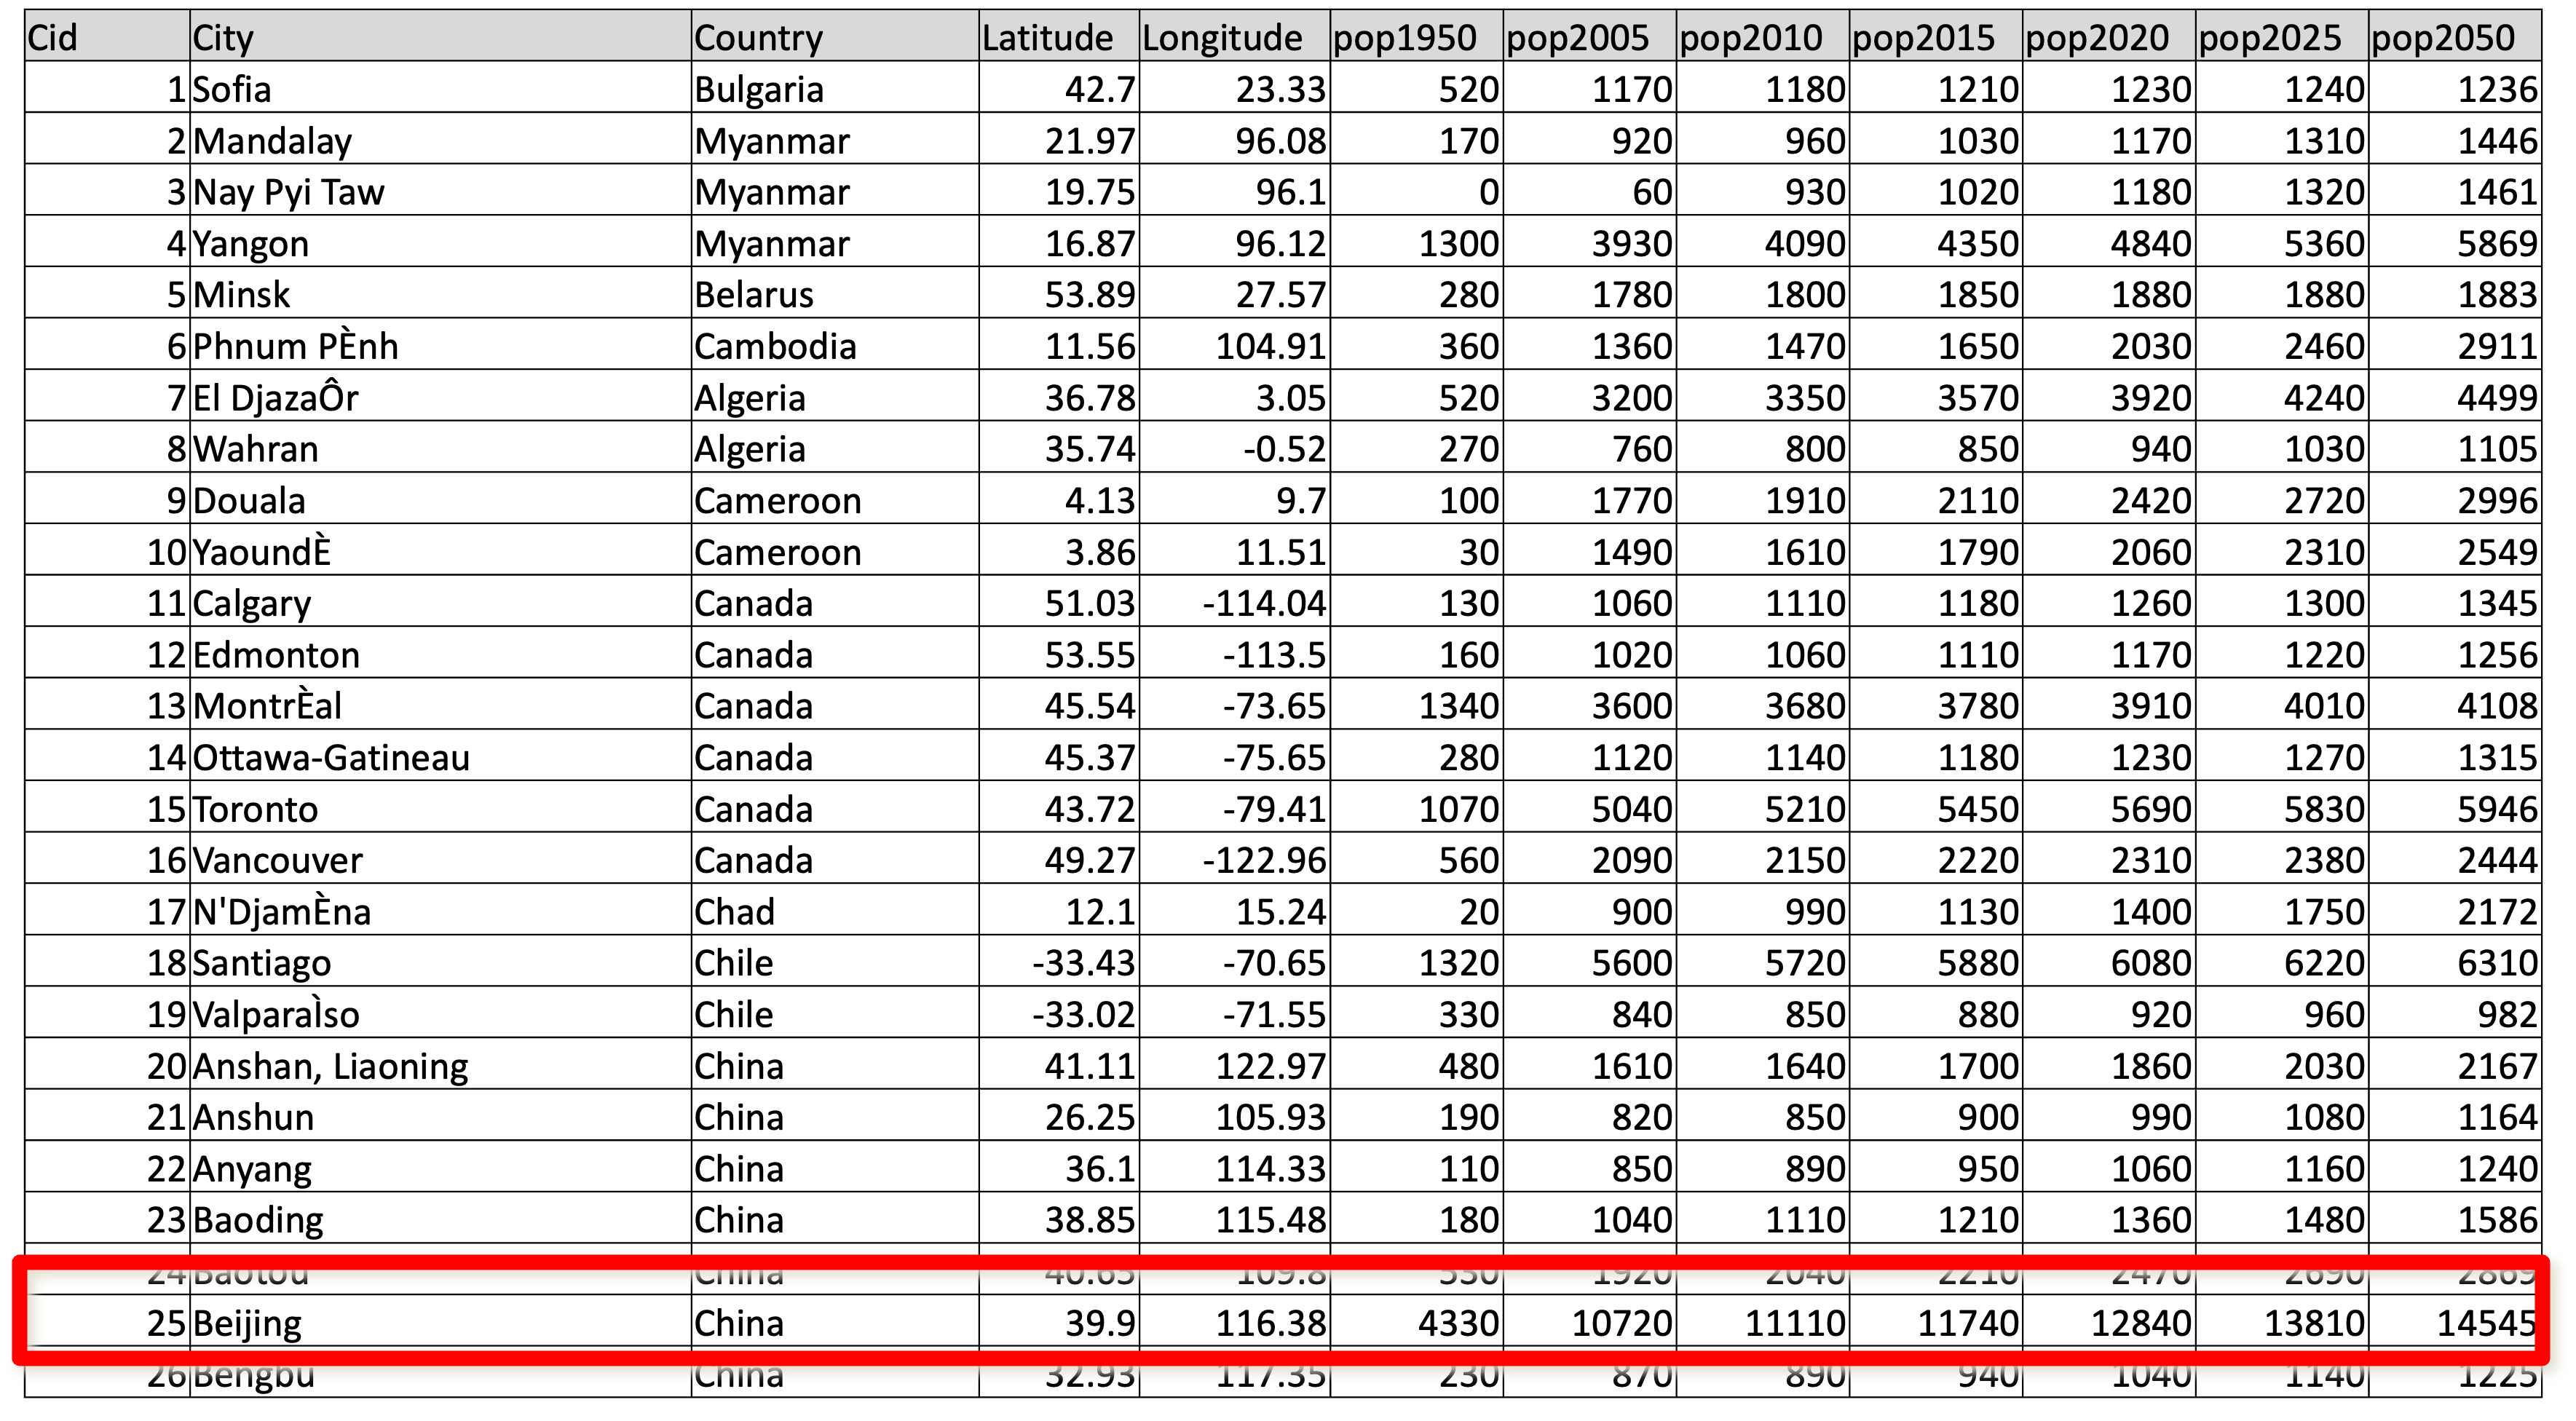 Cid City Country Latitude Longitude pop1950 pop2005 pop2010 pop2015 pop2020 pop2025 pop2050
1 Sofia Bulgaria 42.7 23.33 520 1170 1180 1210 1230 1240 1236
2 Mandalay Myanmar 21.97 96.08 170 920 960 1030 1170 1310 1446
3 Nay Pyi Taw Myanmar 19.75 96.1 0 60 930 1020 1180 1320 1461
4 Yangon Myanmar 16.87 96.12 1300 3930 4090 4350 4840 5360 5869
5 Minsk Belarus 53.89 27.57 280 1780 1800 1850 1880 1880 1883
6 Phnum PÈnh Cambodia 11.56 104.91 360 1360 1470 1650 2030 2460 2911
7 El DjazaÔr Algeria 36.78 3.05 520 3200 3350 3570 3920 4240 4499
8 Wahran Algeria 35.74 -0.52 270 760 800 850 940 1030 1105
9 Douala Cameroon 4.13 9.7 100 1770 1910 2110 2420 2720 2996
10 YaoundÈ Cameroon 3.86 11.51 30 1490 1610 1790 2060 2310 2549
11 Calgary Canada 51.03 -114.04 130 1060 1110 1180 1260 1300 1345
12 Edmonton Canada 53.55 -113.5 160 1020 1060 1110 1170 1220 1256
13 MontrÈal Canada 45.54 -73.65 1340 3600 3680 3780 3910 4010 4108
14 Ottawa-Gatineau Canada 45.37 -75.65 280 1120 1140 1180 1230 1270 1315
15 Toronto Canada 43.72 -79.41 1070 5040 5210 5450 5690 5830 5946
16 Vancouver Canada 49.27 -122.96 560 2090 2150 2220 2310 2380 2444
17 N'DjamÈna Chad 12.1 15.24 20 900 990 1130 1400 1750 2172
18 Santiago Chile -33.43 -70.65 1320 5600 5720 5880 6080 6220 6310
19 ValparaÌso Chile -33.02 -71.55 330 840 850 880 920 960 982
20 Anshan, Liaoning China 41.11 122.97 480 1610 1640 1700 1860 2030 2167
21 Anshun China 26.25 105.93 190 820 850 900 990 1080 1164
22 Anyang China 36.1 114.33 110 850 890 950 1060 1160 1240
23 Baoding China 38.85 115.48 180 1040 1110 1210 1360 1480 1586
24 Baotou China 40.65 109.8 1920 2040 2210 2470 2690 2869
25 Beijing China 39.9 116.38 4330 10720 11110 11740 12840 13810 14545
26 Bengbu China 32.93 117.35 230 870 890 940 1040 1140 1225